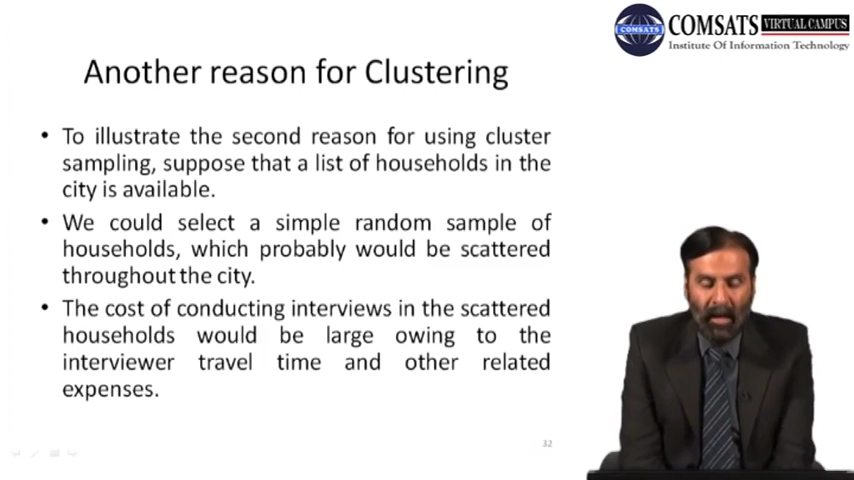 COMSATS VIRTUAL CAMPUS
COMSATS
Institute Of Information Technology
Another reason for Clustering
• To illustrate the second reason for using cluster
sampling, suppose that a list of households in the
city is available.
• We could select a simple random sample of
households, which probably would be scattered
throughout the city.
• The cost of conducting interviews in the scattered
households would be large owing to the
interviewer travel time and other related
expenses.
32